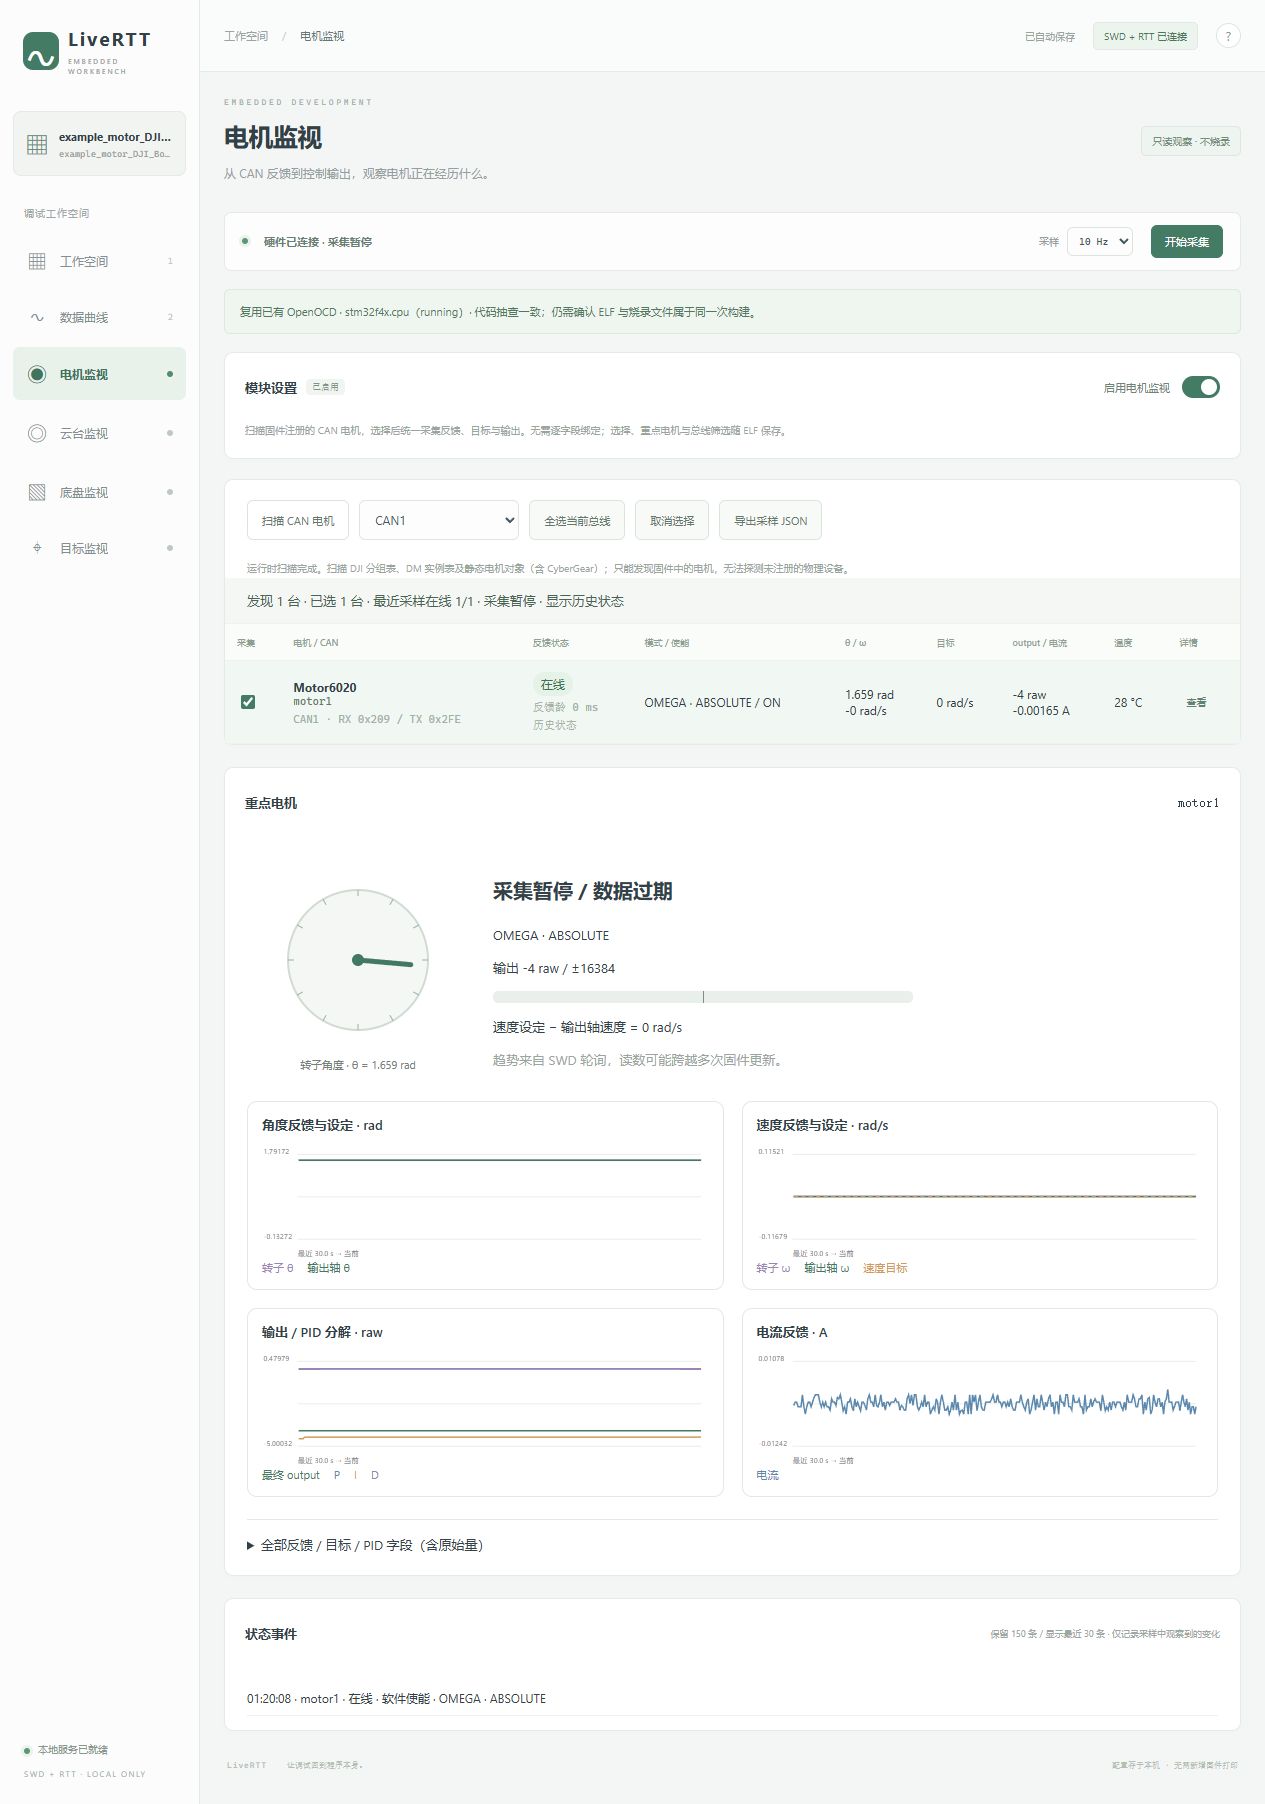 LiveRTT
EMBEDDED
WORKBENCH
example_motor_DJI...
example_motor_DJI_Bo…
调试工作空间
工作空间 1
数据曲线 2
电机监视
云台监视
底盘监视
目标监视
本地服务已就绪
SWD + RTT · LOCAL ONLY
工作空间 / 电机监视
已自动保存
SWD + RTT 已连接
?
EMBEDDED DEVELOPMENT
电机监视
从 CAN 反馈到控制输出，观察电机正在经历什么。
只读观察 · 不烧录
硬件已连接 · 采集暂停
采样 10 Hz 开始采集
复用已有 OpenOCD · stm32f4x.cpu（running）· 代码抽查一致；仍需确认 ELF 与烧录文件属于同一次构建。
模块设置 已启用
启用电机监视
扫描固件注册的 CAN 电机，选择后统一采集反馈、目标与输出。无需逐字段绑定；选择、重点电机与总线筛选随 ELF 保存。
扫描 CAN 电机 CAN1 全选当前总线 取消选择 导出采样 JSON
运行时扫描完成。扫描 DJI 分组表、DM 实例表及静态电机对象（含 CyberGear）；只能发现固件中的电机，无法探测未注册的物理设备。
发现 1 台 · 已选 1 台 · 最近采样在线 1/1 · 采集暂停 · 显示历史状态
采集 电机 / CAN 反馈状态 模式 / 使能 θ / ω 目标 output / 电流 温度 详情
Motor6020
motor1
CAN1 · RX 0x209 / TX 0x2FE
在线
反馈龄 0 ms
历史状态
OMEGA · ABSOLUTE / ON
1.659 rad
-0 rad/s
0 rad/s
-4 raw
-0.00165 A
28 °C
查看
重点电机
motor1
采集暂停 / 数据过期
OMEGA · ABSOLUTE
输出 -4 raw / ±16384
速度设定 − 输出轴速度 = 0 rad/s
趋势来自 SWD 轮询，读数可能跨越多次固件更新。
转子角度 · θ = 1.659 rad
角度反馈与设定 · rad
1.79172
-0.13272
最近 30.0 s → 当前
转子 θ 输出轴 θ
速度反馈与设定 · rad/s
0.11521
-0.11679
最近 30.0 s → 当前
转子 ω 输出轴 ω 速度目标
输出 / PID 分解 · raw
0.47979
5.00032
最近 30.0 s → 当前
最终 output P I D
电流反馈 · A
0.01078
-0.01242
最近 30.0 s → 当前
电流
▶ 全部反馈 / 目标 / PID 字段（含原始量）
状态事件
保留 150 条 / 显示最近 30 条 · 仅记录采样中观察到的变化
01:20:08 · motor1 · 在线 · 软件使能 · OMEGA · ABSOLUTE
LiveRTT 让调试回到程序本身。
配置存于本机 · 无需新增固件打印